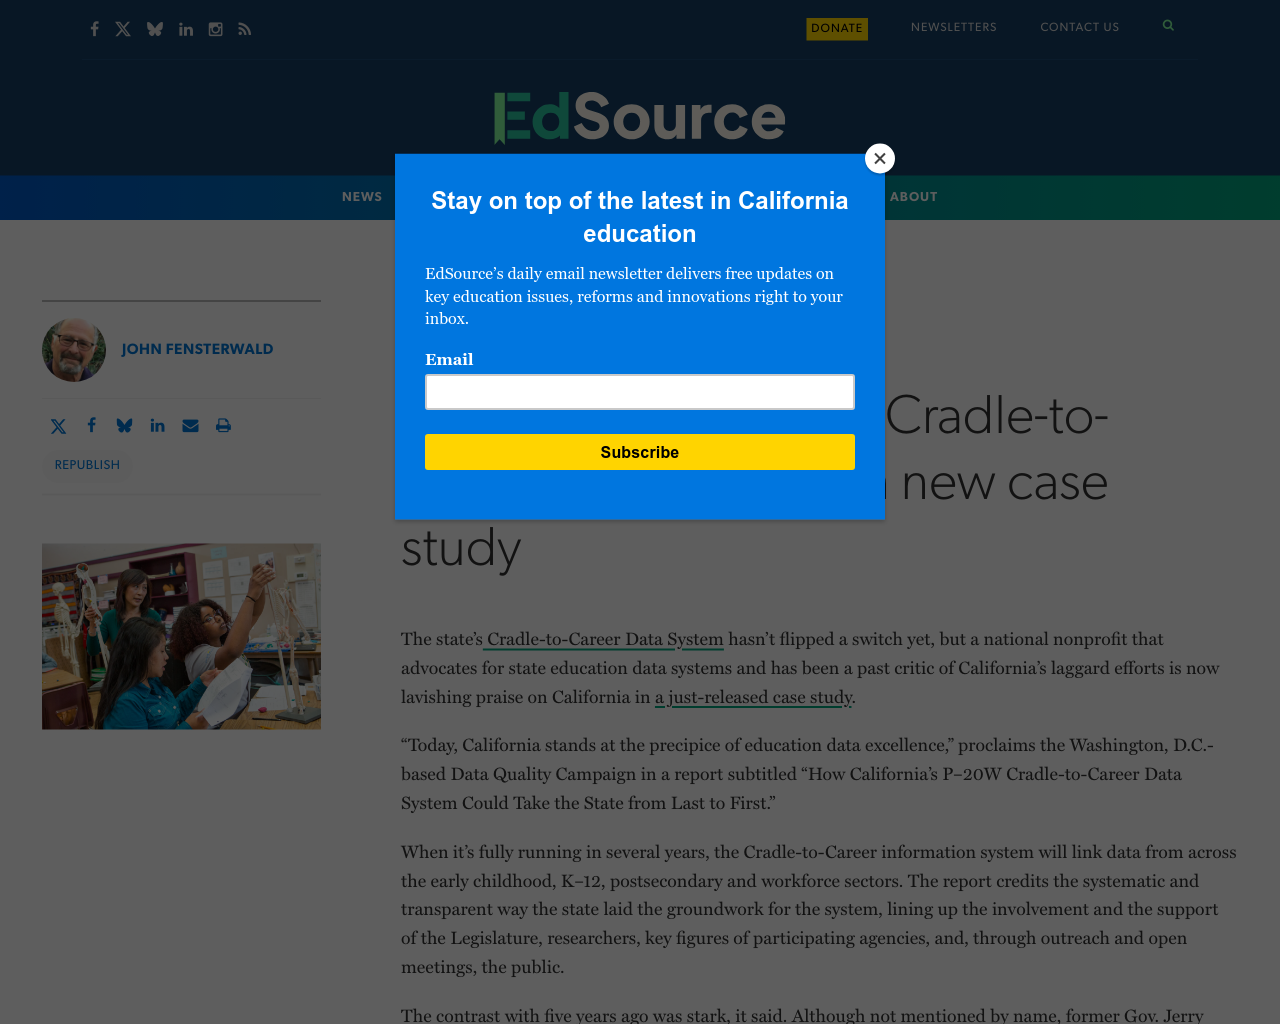 DONATE
NEWSLETTERS
CONTACT US
EdSource
NEWS
ABOUT
Stay on top of the latest in California
education
EdSource’s daily email newsletter delivers free updates on
key education issues, reforms and innovations right to your
inbox.
Email
Subscribe
JOHN FENSTERWALD
REPUBLISH
Cradle-to-
new case
study
The state’s Cradle-to-Career Data System hasn’t flipped a switch yet, but a national nonprofit that
advocates for state education data systems and has been a past critic of California’s laggard efforts is now
lavishing praise on California in a just-released case study.
“Today, California stands at the precipice of education data excellence,” proclaims the Washington, D.C.-
based Data Quality Campaign in a report subtitled “How California’s P–20W Cradle-to-Career Data
System Could Take the State from Last to First.”
When it’s fully running in several years, the Cradle-to-Career information system will link data from across
the early childhood, K–12, postsecondary and workforce sectors. The report credits the systematic and
transparent way the state laid the groundwork for the system, lining up the involvement and the support
of the Legislature, researchers, key figures of participating agencies, and, through outreach and open
meetings, the public.
The contrast with five years ago was stark, it said. Although not mentioned by name, former Gov. Jerry